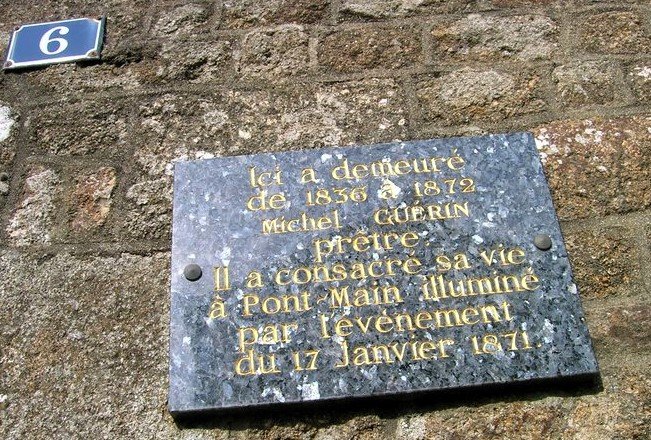 6
Ici a demeuré
de 1836 à 1872
Michel GUÉRIN
prêtre.
Il a consacré sa vie
à Pont-Main illuminé
par l'évènement
du 17 Janvier 1871.